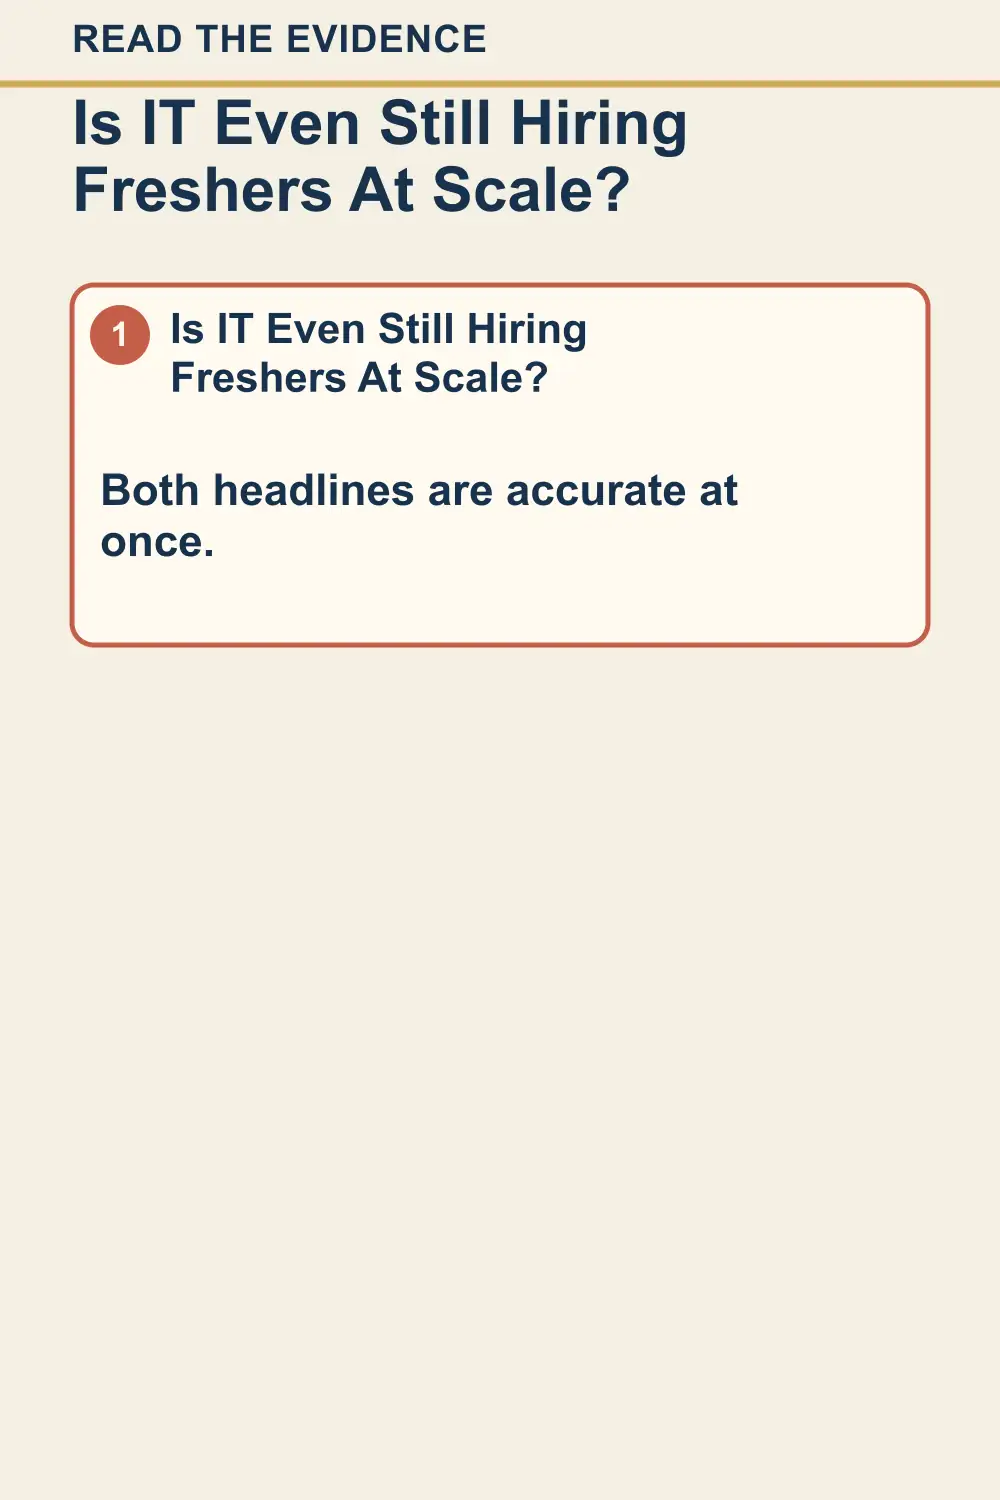 READ THE EVIDENCE
Is IT Even Still Hiring
Freshers At Scale?
1
Is IT Even Still Hiring
Freshers At Scale?
Both headlines are accurate at
once.